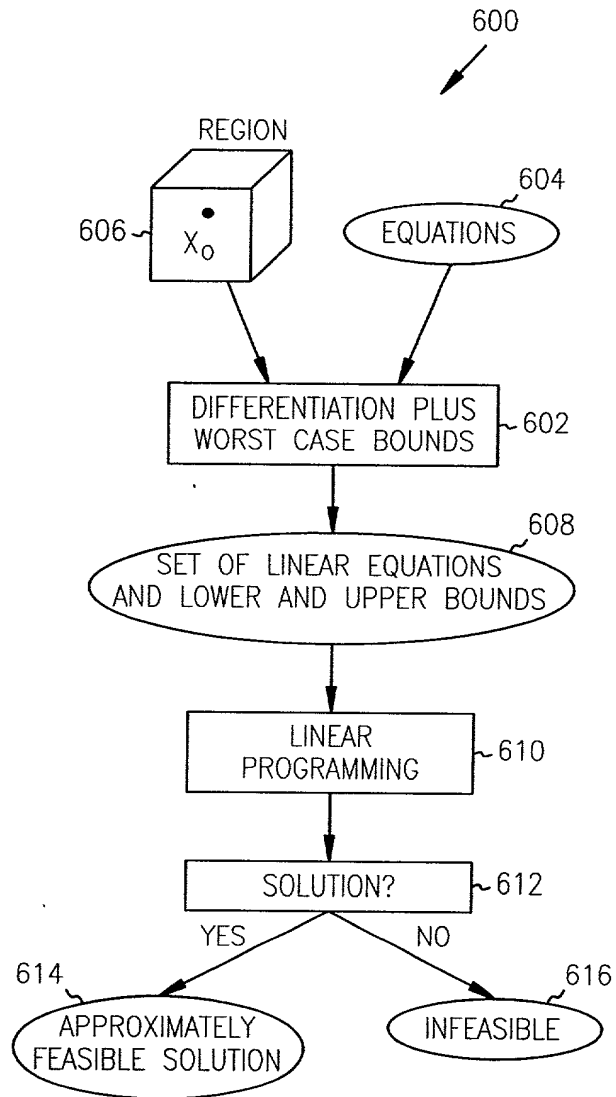 600
REGION
606
X₀
604
EQUATIONS
DIFFERENTIATION PLUS
WORST CASE BOUNDS
602
608
SET OF LINEAR EQUATIONS
AND LOWER AND UPPER BOUNDS
LINEAR
PROGRAMMING
610
SOLUTION?
612
YES
NO
614
APPROXIMATELY
FEASIBLE SOLUTION
616
INFEASIBLE